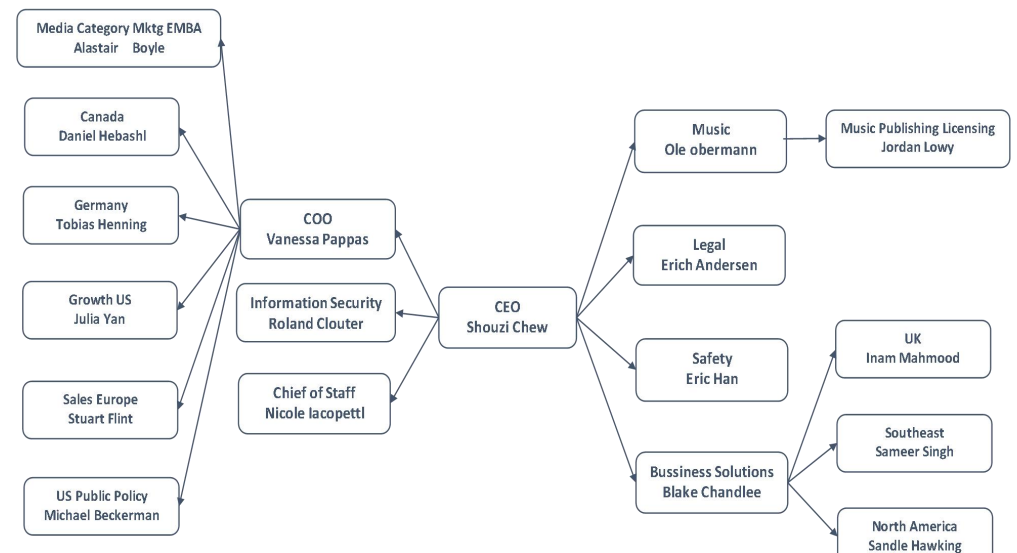 Media Category Mktg EMBA
Alastair Boyle
Canada
Daniel Hebashl
Germany
Tobias Henning
Growth US
Julia Yan
Sales Europe
Stuart Flint
US Public Policy
Michael Beckerman
COO
Vanessa Pappas
Information Security
Roland Clouter
Chief of Staff
Nicole Iacopettl
CEO
Shouzi Chew
Music
Ole obermann
Legal
Erich Andersen
Safety
Eric Han
Bussiness Solutions
Blake Chandlee
Music Publishing Licensing
Jordan Lowy
UK
Inam Mahmood
Southeast
Sameer Singh
North America
Sandle Hawking